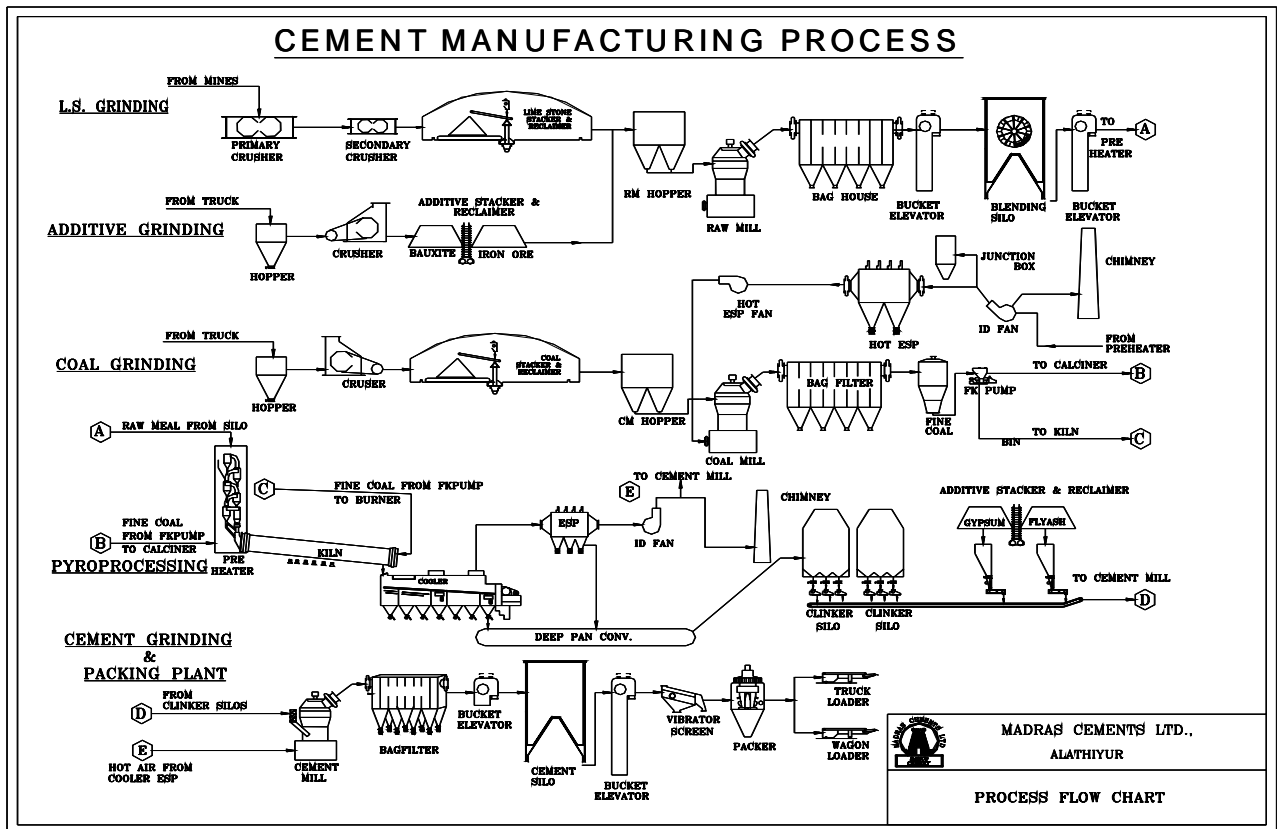 CEMENT MANUFACTURING PROCESS
FROM MINES
L.S. GRINDING
PRIMARY
CRUSHER
SECONDARY
CRUSHER
LIME STONE
STACKER &
RECLAIMER
RM HOPPER
RAW MILL
BAG HOUSE
BUCKET
ELEVATOR
BLENDING
SILO
BUCKET
ELEVATOR
TO
PRE
HEATER
A
FROM TRUCK
ADDITIVE GRINDING
HOPPER
CRUSHER
ADDITIVE STACKER &
RECLAIMER
BAUXITE
IRON ORE
HOT
ESP FAN
HOT ESP
JUNCTION
BOX
ID FAN
CHIMNEY
FROM
PREHEATER
FROM TRUCK
COAL GRINDING
HOPPER
CRUSER
COAL
STACKER &
RECLAIMER
CM HOPPER
COAL MILL
BAG FILTER
FINE
COAL
BIN
FK PUMP
TO CALCINER
B
TO KILN
C
A
RAW MEAL FROM SILO
C
FINE COAL FROM FKPUMP
TO BURNER
B
FINE COAL
FROM FKPUMP
TO CALCINER
PYROPROCESSING
PRE
HEATER
KILN
COOLER
ESP
ID FAN
E
TO CEMENT MILL
CHIMNEY
DEEP PAN CONV.
CLINKER
SILO
CLINKER
SILO
ADDITIVE STACKER & RECLAIMER
GYPSUM
FLYASH
TO CEMENT MILL
D
CEMENT GRINDING
&
PACKING PLANT
D
FROM
CLINKER SILOS
E
HOT AIR FROM
COOLER ESP
CEMENT
MILL
BAGFILTER
BUCKET
ELEVATOR
CEMENT
SILO
BUCKET
ELEVATOR
VIBRATOR
SCREEN
PACKER
TRUCK
LOADER
WAGON
LOADER
MADRAS CEMENTS LTD
MADRAS CEMENTS LTD.,
ALATHIYUR
PROCESS FLOW CHART